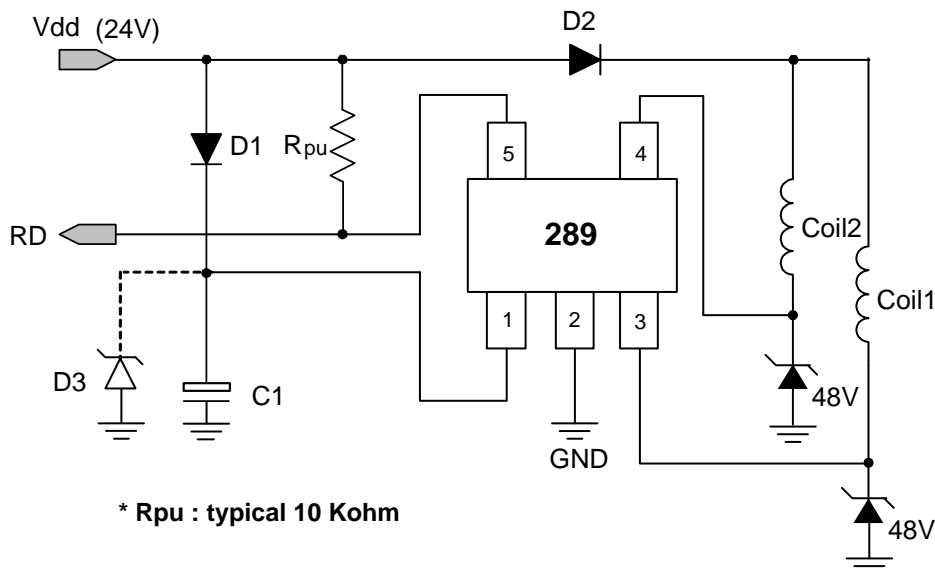 Vdd (24V)
D2
D1
Rpu
5
4
RD
289
Coil2
Coil1
1
2
3
D3
C1
48V
GND
48V
* Rpu : typical 10 Kohm